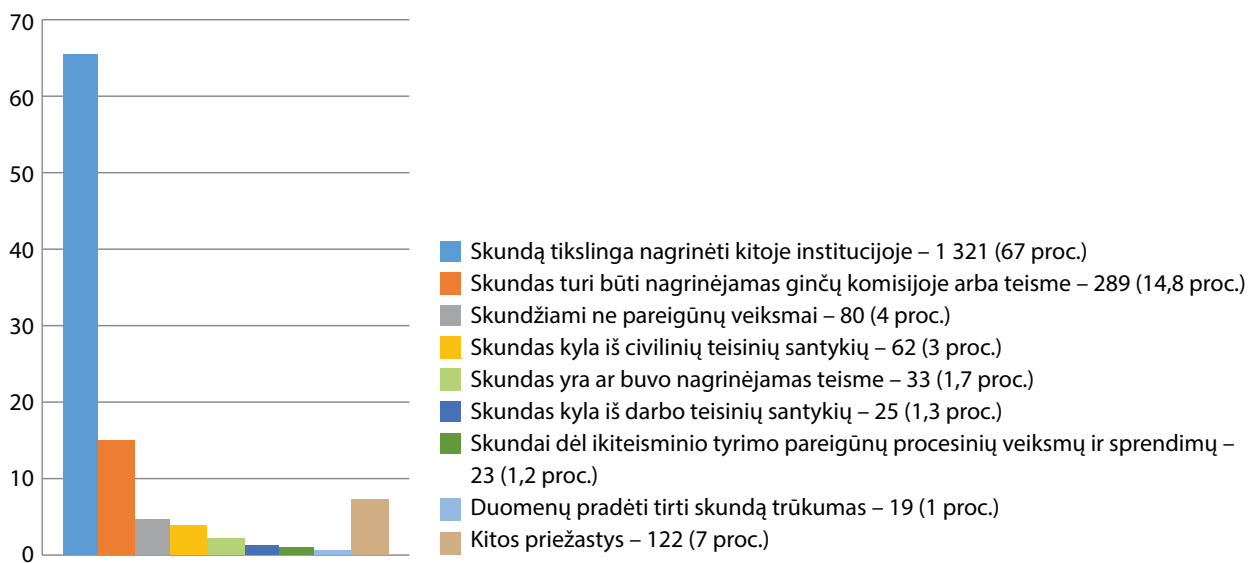 70
60
50
40
30
20
10
0
Skundą tikslinga nagrinėti kitoje institucijoje – 1 321 (67 proc.)
Skundas turi būti nagrinėjamas ginčų komisijoje arba teisme – 289 (14,8 proc.)
Skundžiami ne pareigūnų veiksmai – 80 (4 proc.)
Skundas kyla iš civilinių teisinių santykių – 62 (3 proc.)
Skundas yra ar buvo nagrinėjamas teisme – 33 (1,7 proc.)
Skundas kyla iš darbo teisinių santykių – 25 (1,3 proc.)
Skundai dėl ikiteisminio tyrimo pareigūnų procesinių veiksmų ir sprendimų –
23 (1,2 proc.)
Duomenų pradėti tirti skundą trūkumas – 19 (1 proc.)
Kitos priežastys – 122 (7 proc.)